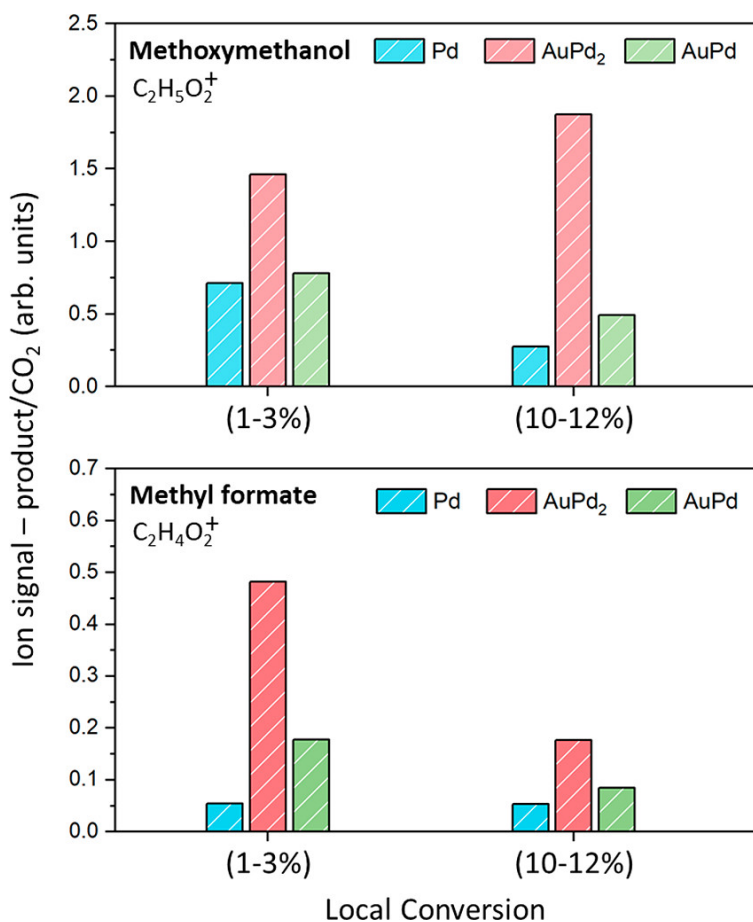 Ion signal – product/CO₂ (arb. units)
2.5
2.0
1.5
1.0
0.5
0.0
Methoxymethanol
C₂H₅O₂⁺
Pd AuPd₂ AuPd
(1-3%) (10-12%)
0.7
0.6
0.5
0.4
0.3
0.2
0.1
0.0
Methyl formate
C₂H₄O₂⁺
Pd AuPd₂ AuPd
(1-3%) (10-12%)
Local Conversion